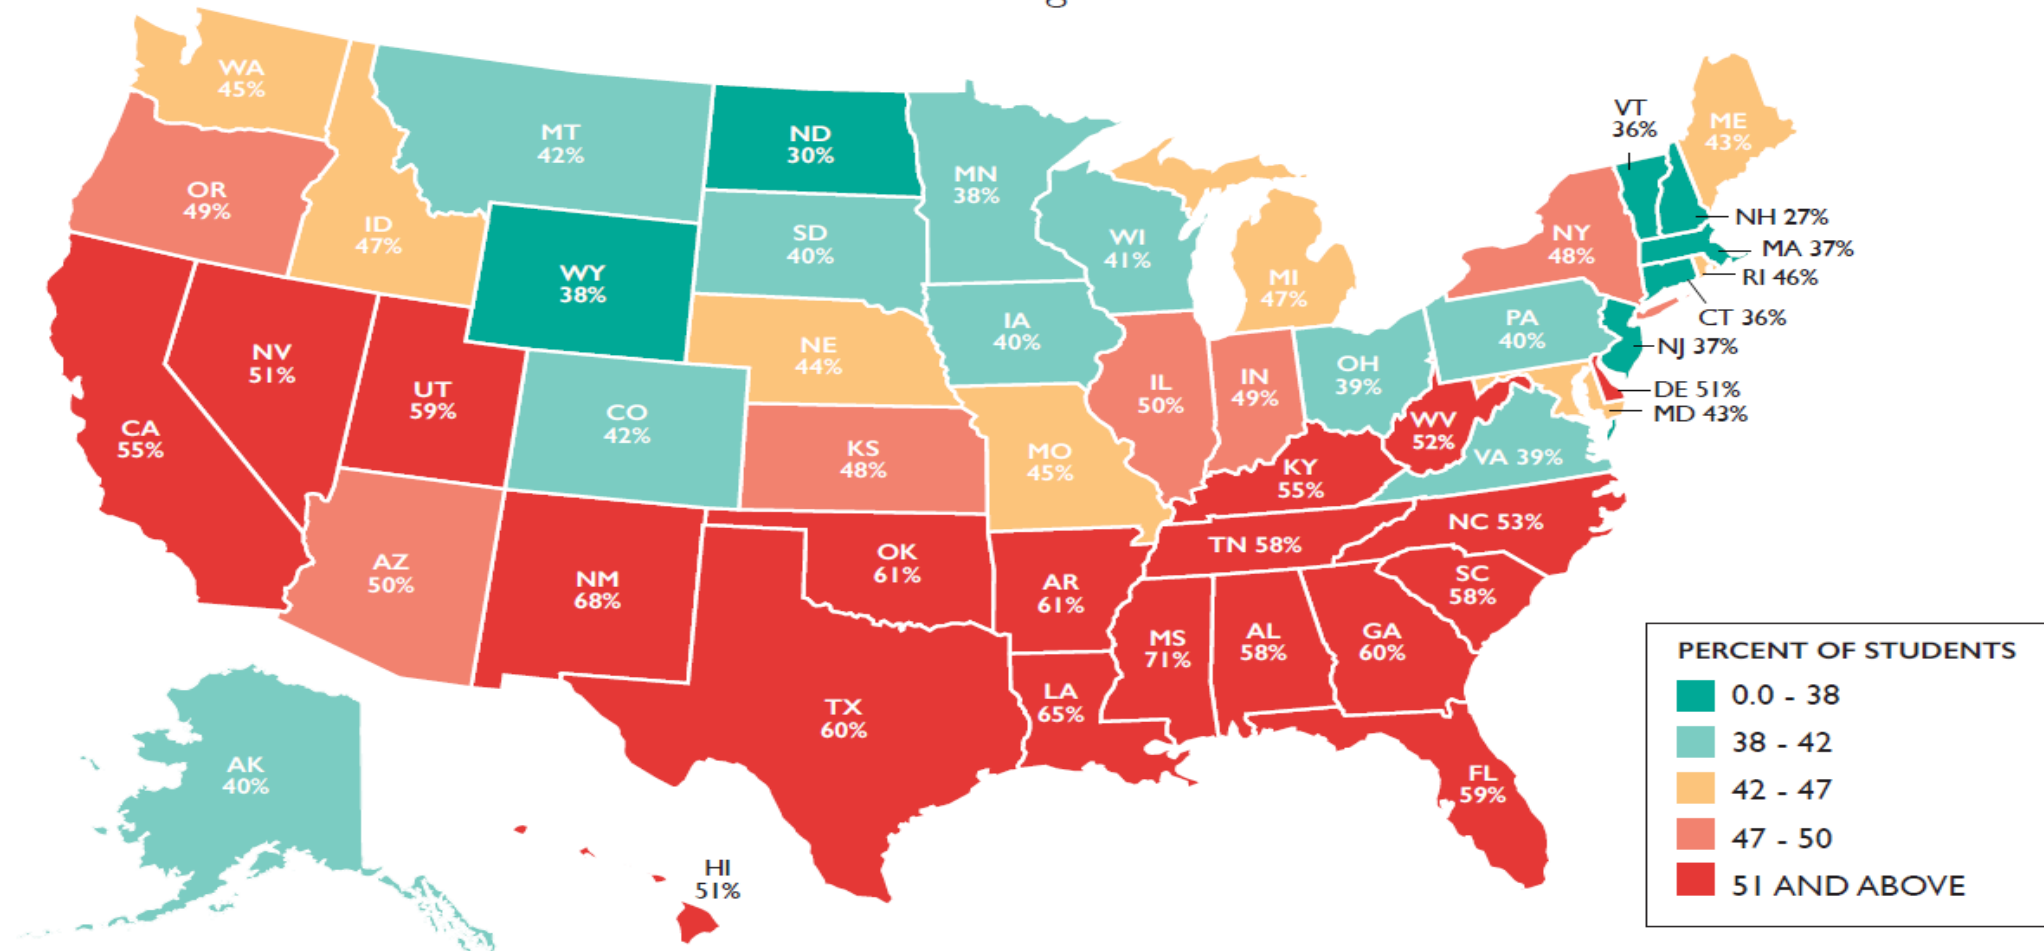 WA
45%
OR
49%
CA
55%
NV
51%
ID
47%
MT
42%
WY
38%
UT
59%
AZ
50%
CO
42%
NM
68%
ND
30%
SD
40%
NE
44%
KS
48%
OK
61%
TX
60%
MN
38%
IA
40%
MO
45%
AR
61%
LA
65%
WI
41%
IL
50%
MI
47%
IN
49%
OH
39%
KY
55%
TN 58%
MS
71%
AL
58%
GA
60%
FL
59%
SC
58%
NC 53%
VA 39%
WV
52%
PA
40%
NY
48%
VT
36%
ME
43%
NH 27%
MA 37%
RI 46%
CT 36%
NJ 37%
DE 51%
MD 43%
AK
40%
HI
51%
PERCENT OF STUDENTS
0.0 - 38
38 - 42
42 - 47
47 - 50
51 AND ABOVE